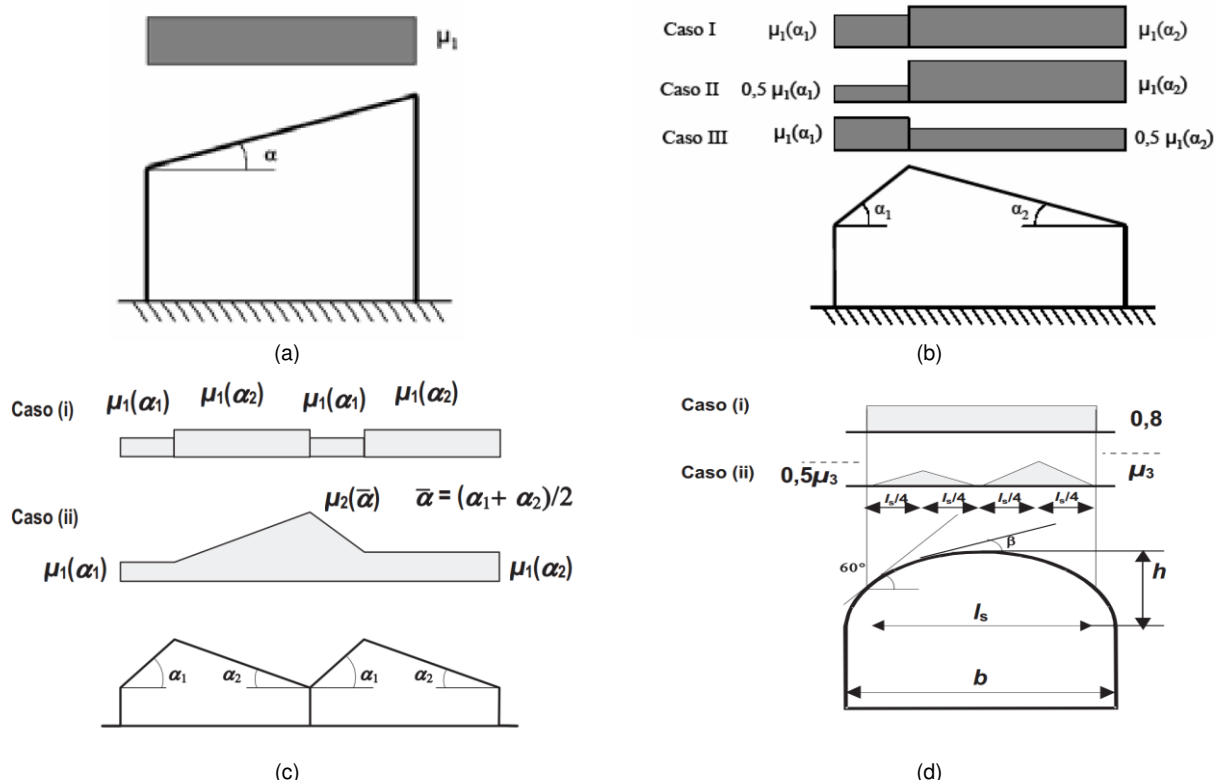 μ₁
α
(a)
Caso I μ₁(α₁) μ₁(α₂)
Caso II 0,5 μ₁(α₁) μ₁(α₂)
Caso III μ₁(α₁) 0,5 μ₁(α₂)
α₁ α₂
(b)
Caso (i) μ₁(α₁) μ₁(α₂) μ₁(α₁) μ₁(α₂)
μ₂(ᾱ) ᾱ = (α₁+ α₂)/2
Caso (ii)
μ₁(α₁) μ₁(α₂)
α₁ α₂ α₁ α₂
(c)
Caso (i) 0,8
Caso (ii) 0,5μ₃ μ₃
lₛ/4 lₛ/4 lₛ/4 lₛ/4
β
60° h
lₛ
b
(d)